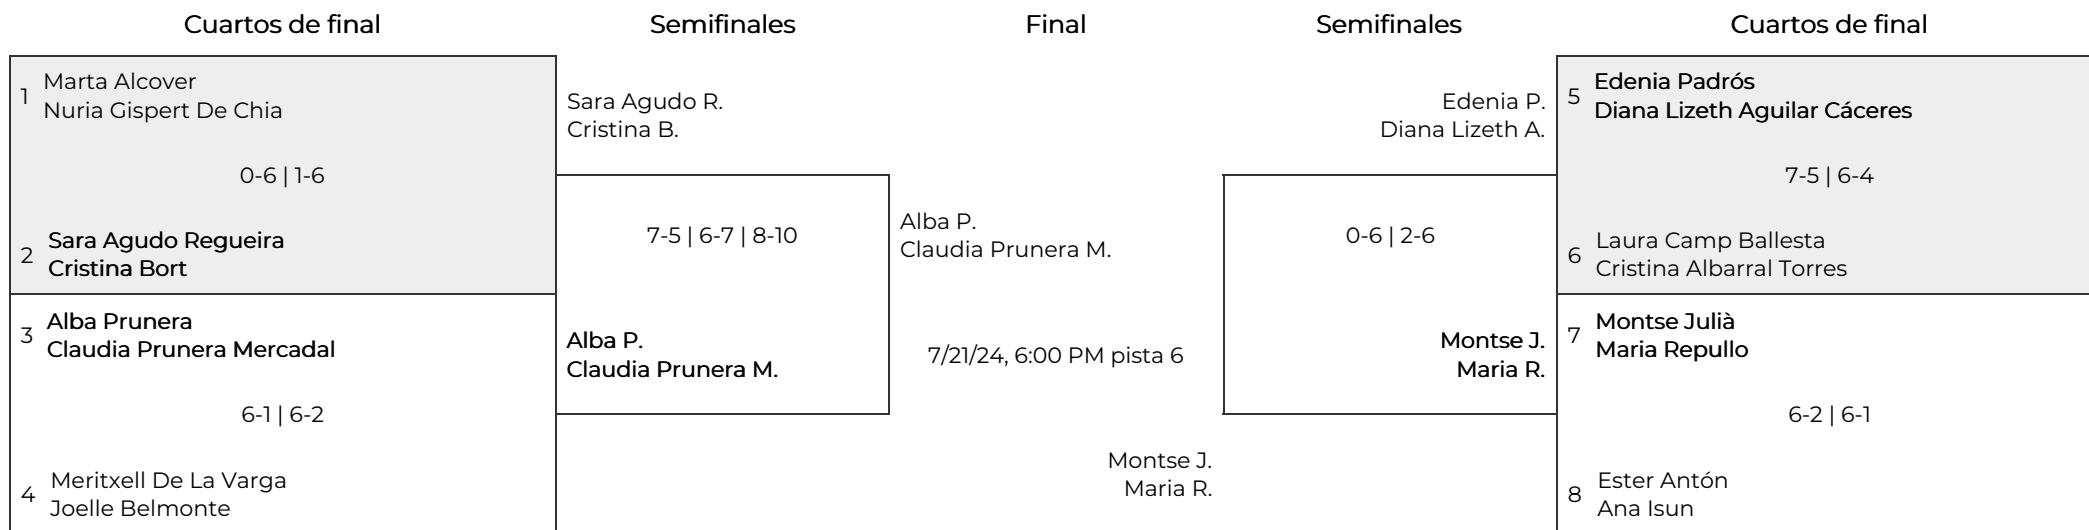 Cuartos de final
Semifinales
Final
Semifinales
Cuartos de final
1
Marta Alcover
Nuria Gispert De Chia
0-6 | 1-6
2
Sara Agudo Regueira
Cristina Bort
3
Alba Prunera
Claudia Prunera Mercadal
6-1 | 6-2
4
Meritxell De La Varga
Joelle Belmonte
Sara Agudo R.
Cristina B.
7-5 | 6-7 | 8-10
Alba P.
Claudia Prunera M.
Alba P.
Claudia Prunera M.
7/21/24, 6:00 PM pista 6
Montse J.
Maria R.
Edenia P.
Diana Lizeth A.
0-6 | 2-6
Montse J.
Maria R.
5
Edenia Padrós
Diana Lizeth Aguilar Cáceres
7-5 | 6-4
6
Laura Camp Ballesta
Cristina Albarral Torres
7
Montse Julià
Maria Repullo
6-2 | 6-1
8
Ester Antón
Ana Isun